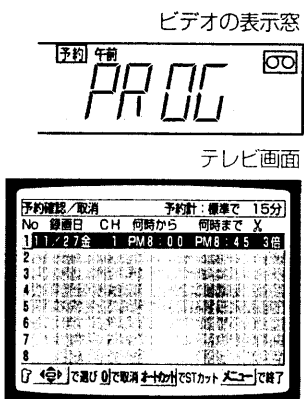 ビデオの表示窓
予約 午前
PROG
テレビ画面
予約確認/取消 予約計:標準で 15分
No 録画日 CH 何時から 何時まで X
1 11/27金 1 PM8:00 PM8:45 3倍
2
3
4
5
6
7
8
で選び 0で取消 オートカットでSTカット メニューで終了